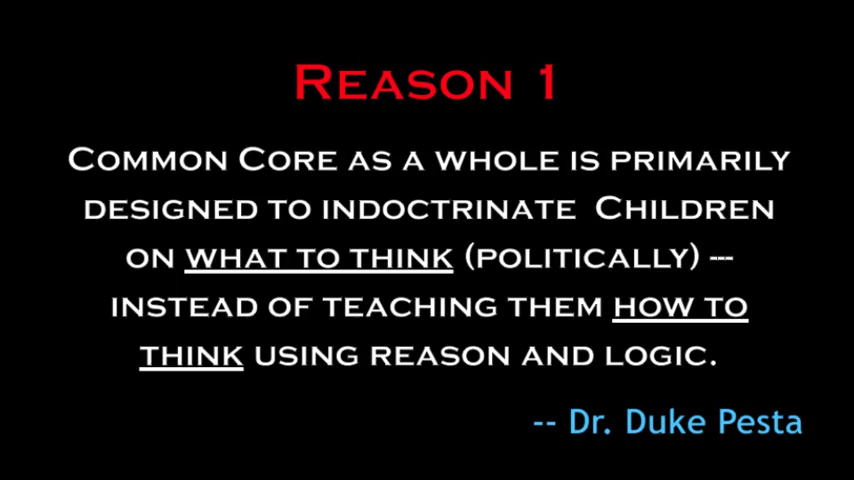 Reason 1
Common Core as a whole is primarily
designed to indoctrinate Children
on what to think (politically) ---
instead of teaching them how to
think using reason and logic.
-- Dr. Duke Pesta